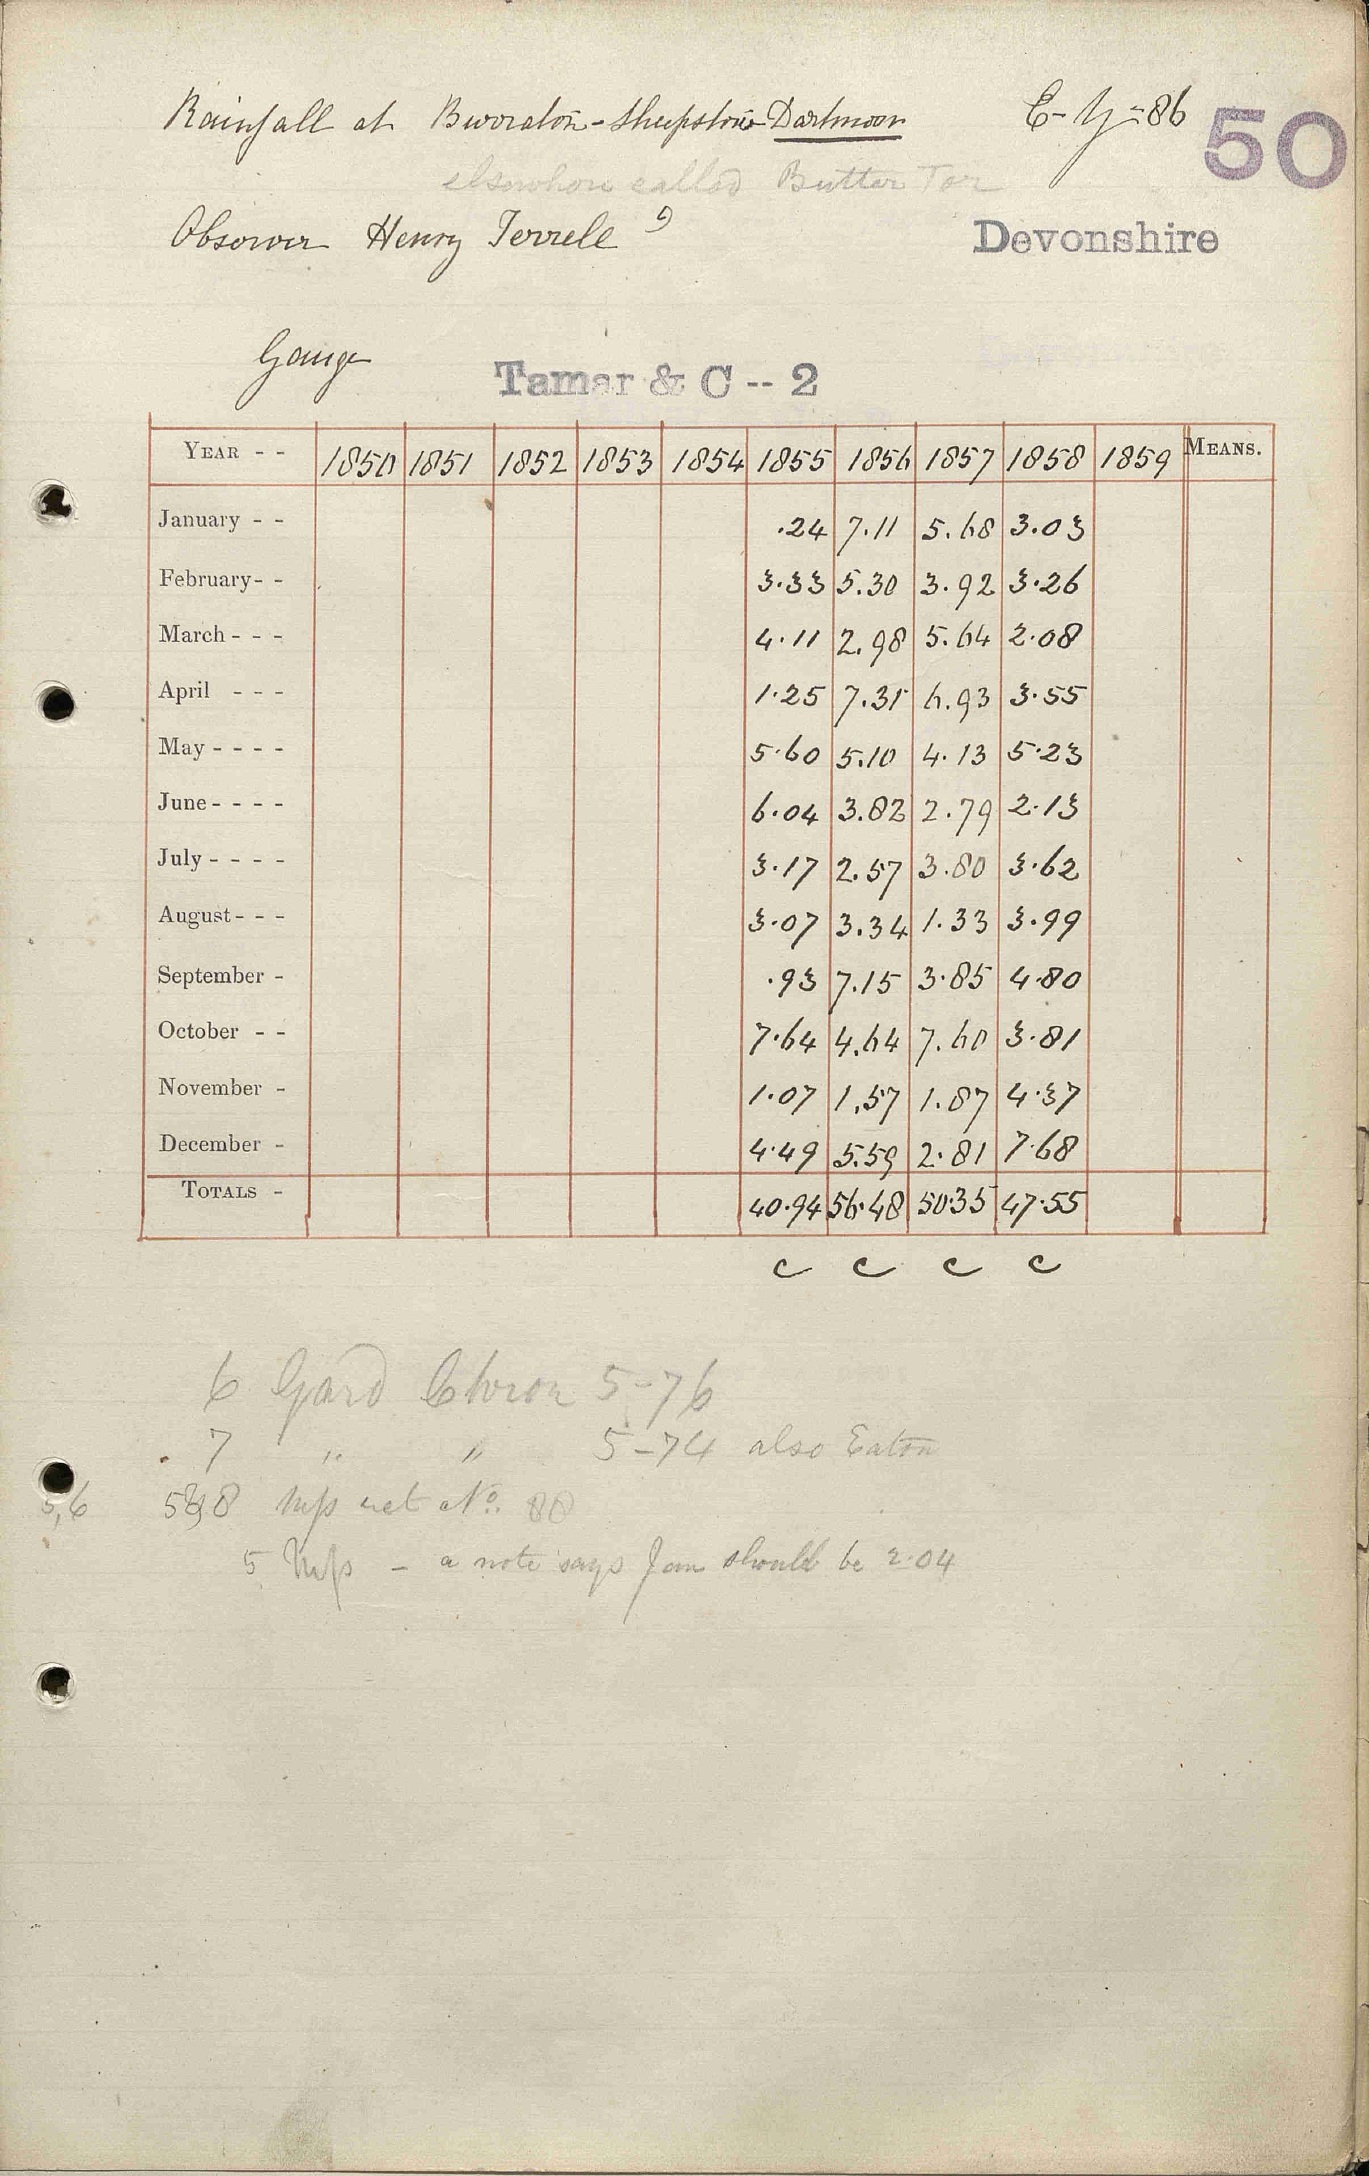 Rainfall at Burraton - Sheepstor - Dartmoor E-Y-86 50
elsewhere called Butter Tor
Observer Henry Terrell Devonshire
Gauge Tamar & C -- 2
YEAR - - 1850 1851 1852 1853 1854 1855 1856 1857 1858 1859 MEANS.
January - - .24 7.11 5.68 3.03
February - - 3.33 5.30 3.92 3.26
March - - - 4.11 2.98 5.64 2.08
April - - - 1.25 7.31 6.93 3.55
May - - - - 5.60 5.10 4.13 5.23
June - - - - 6.04 3.82 2.79 2.13
July - - - - 3.17 2.57 3.80 3.62
August - - - 3.07 3.34 1.33 3.99
September - .93 7.15 3.85 4.80
October - - 7.64 4.64 7.60 3.81
November - 1.07 1.57 1.87 4.37
December - 4.49 5.59 2.81 7.68
TOTALS - 40.94 56.48 50.35 47.55
c c c c
6 Gard Chron 5-76
7 " " 5-74 also Eaton
5,6 8 Mss ret No. 88
5 Mss - a note says Jan should be 2.04